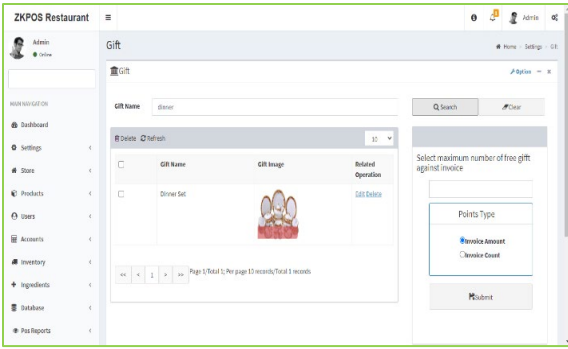 ZKPOS Restaurant
Admin
Admin
Online
Gift
Home
Settings
Gift
Gift
Option
MAIN NAVIGATION
Gift Name
dinner
Search
Clear
Dashboard
Settings
Store
Products
Users
Accounts
Inventory
Ingredients
Database
Pos Reports
Delete Refresh
10
Gift Name Gift Image Related Operation
Dinner Set
Edit Delete
<< < 1 > >> Page 1/Total 1; Per page 10 records/Total 1 records
Select maximum number of free gift
against invoice
Points Type
Invoice Amount
Invoice Count
Submit